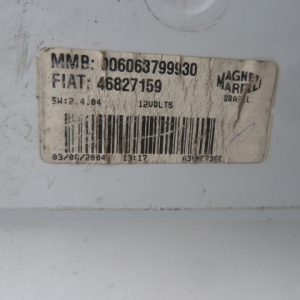 MMB: 006063799930
FIAT: 46827159
MAGNETI
MARELLI
BRASIL
SW:2.4.04 12VOLTS
03/06/2004 13:17